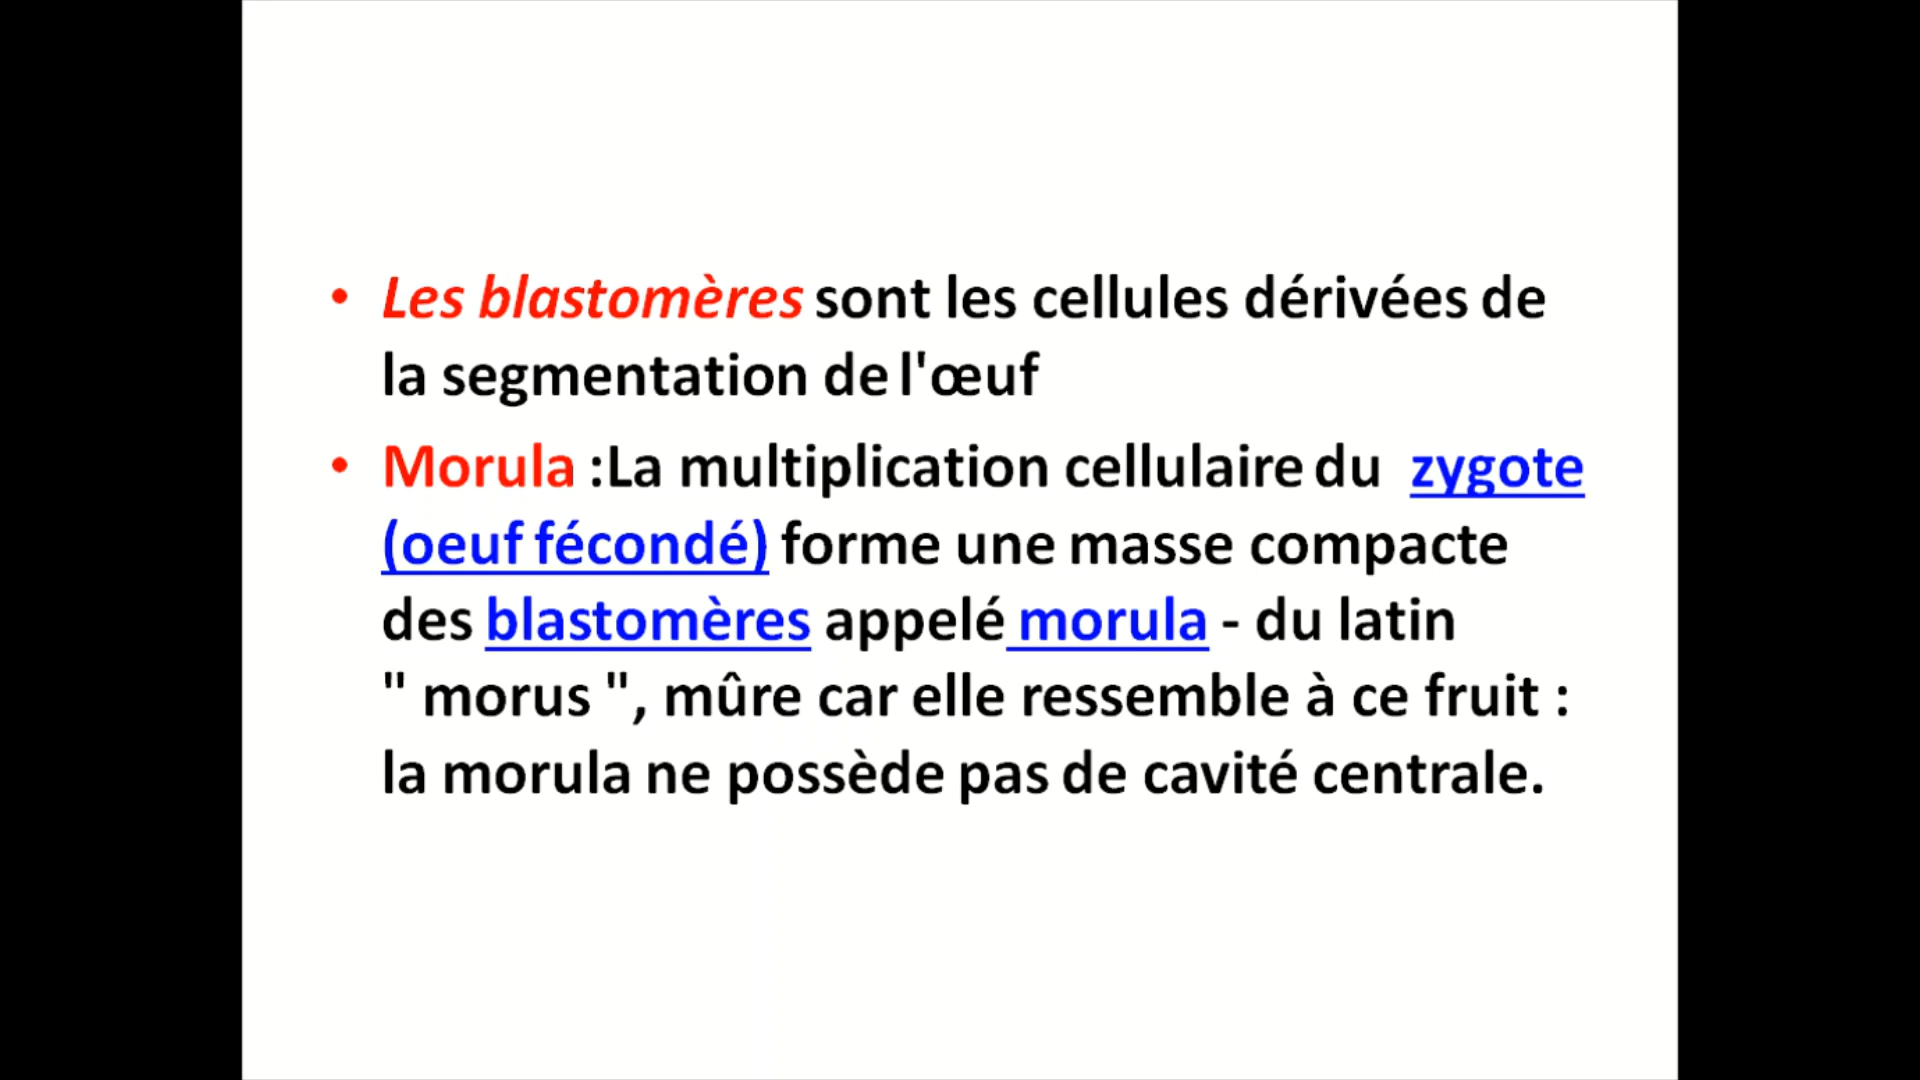 • Les blastomères sont les cellules dérivées de
la segmentation de l'œuf
• Morula :La multiplication cellulaire du zygote
(oeuf fécondé) forme une masse compacte
des blastomères appelé morula - du latin
" morus ", mûre car elle ressemble à ce fruit :
la morula ne possède pas de cavité centrale.